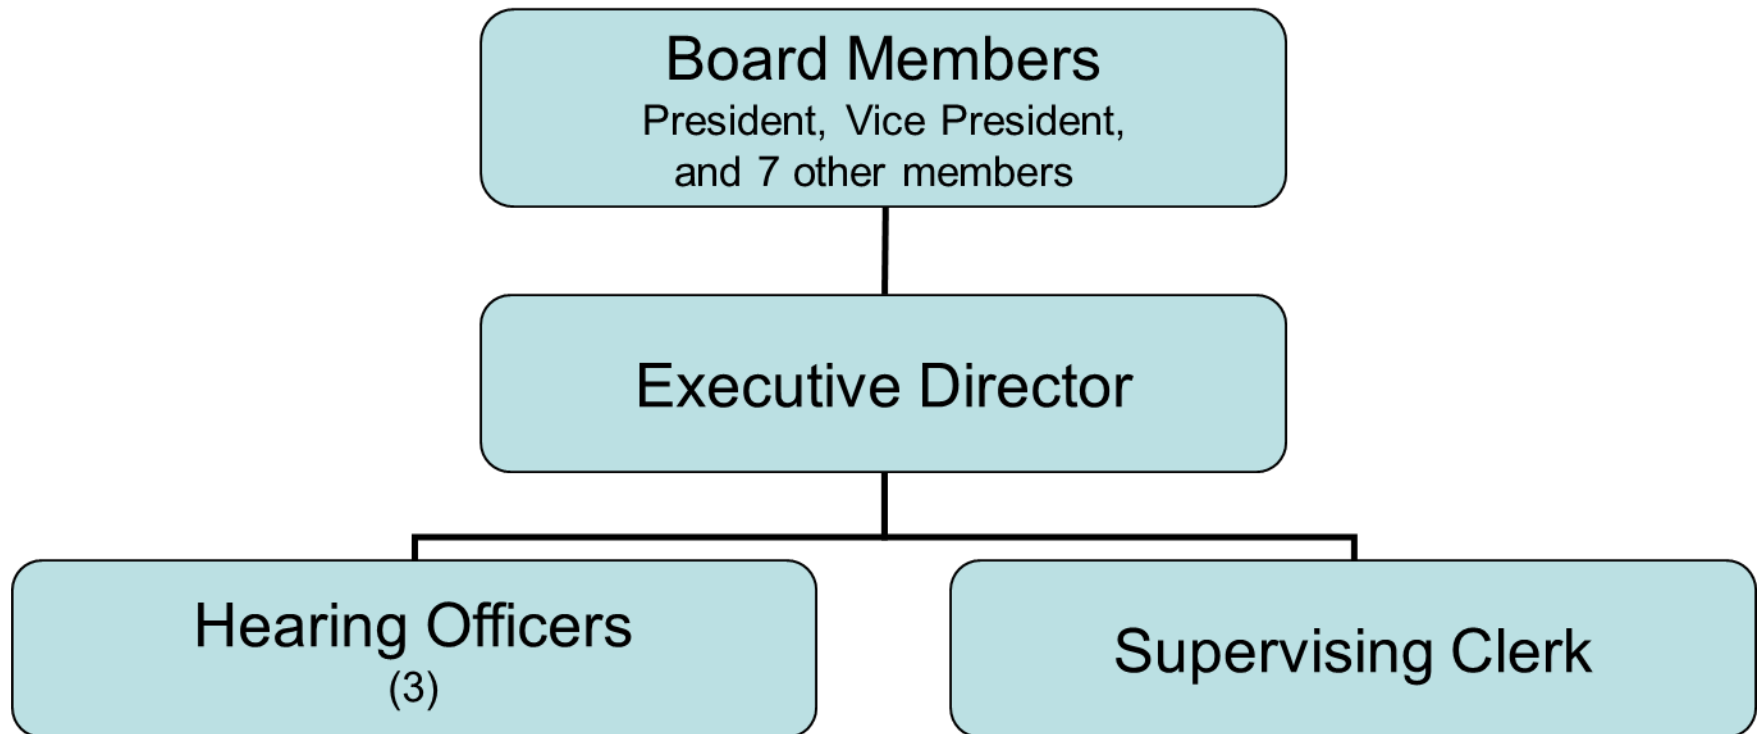 Board Members
President, Vice President,
and 7 other members
Executive Director
Hearing Officers
(3)
Supervising Clerk